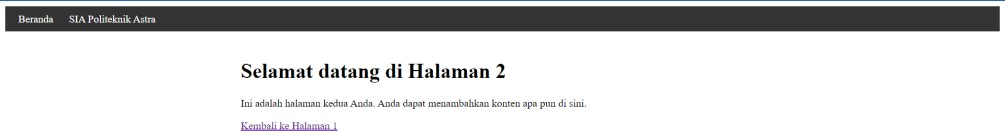 Beranda SIA Politeknik Astra
Selamat datang di Halaman 2
Ini adalah halaman kedua Anda. Anda dapat menambahkan konten apa pun di sini.
Kembali ke Halaman 1